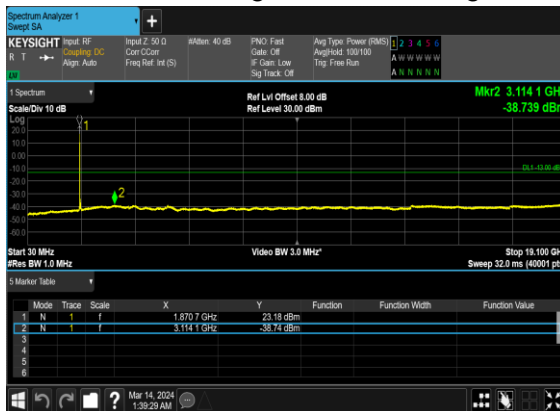 Spectrum Analyzer 1
Swept SA
KEYSIGHT Input: RF Input Z: 50 Ω #Atten: 40 dB PNO: Fast Avg Type: Power (RMS) 1 2 3 4 5 6
R T Coupling: DC Corr CCorr Gate: Off Avg|Hold: 100/100 A W W W W W
Align: Auto Freq Ref: Int (S) IF Gain: Low Trig: Free Run
Sig Track: Off A N N N N N
LXI
1 Spectrum Ref Lvl Offset 8.00 dB Mkr2 3.114 1 GH
Scale/Div 10 dB Ref Level 30.00 dBm -38.739 dB
Log
20.0
10.0
0.00
-10.0
DL1 -13.00 dB
-20.0
-30.0
-40.0
-50.0
-60.0
1
2
Start 30 MHz Video BW 3.0 MHz* Stop 19.100 G
#Res BW 1.0 MHz Sweep 32.0 ms (40001 pt
5 Marker Table
Mode Trace Scale X Y Function Function Width Function Value
1 N 1 f 1.870 7 GHz 23.18 dBm
2 N 1 f 3.114 1 GHz -38.74 dBm
3
4
5
6
? Mar 14, 2024
1:39:29 AM